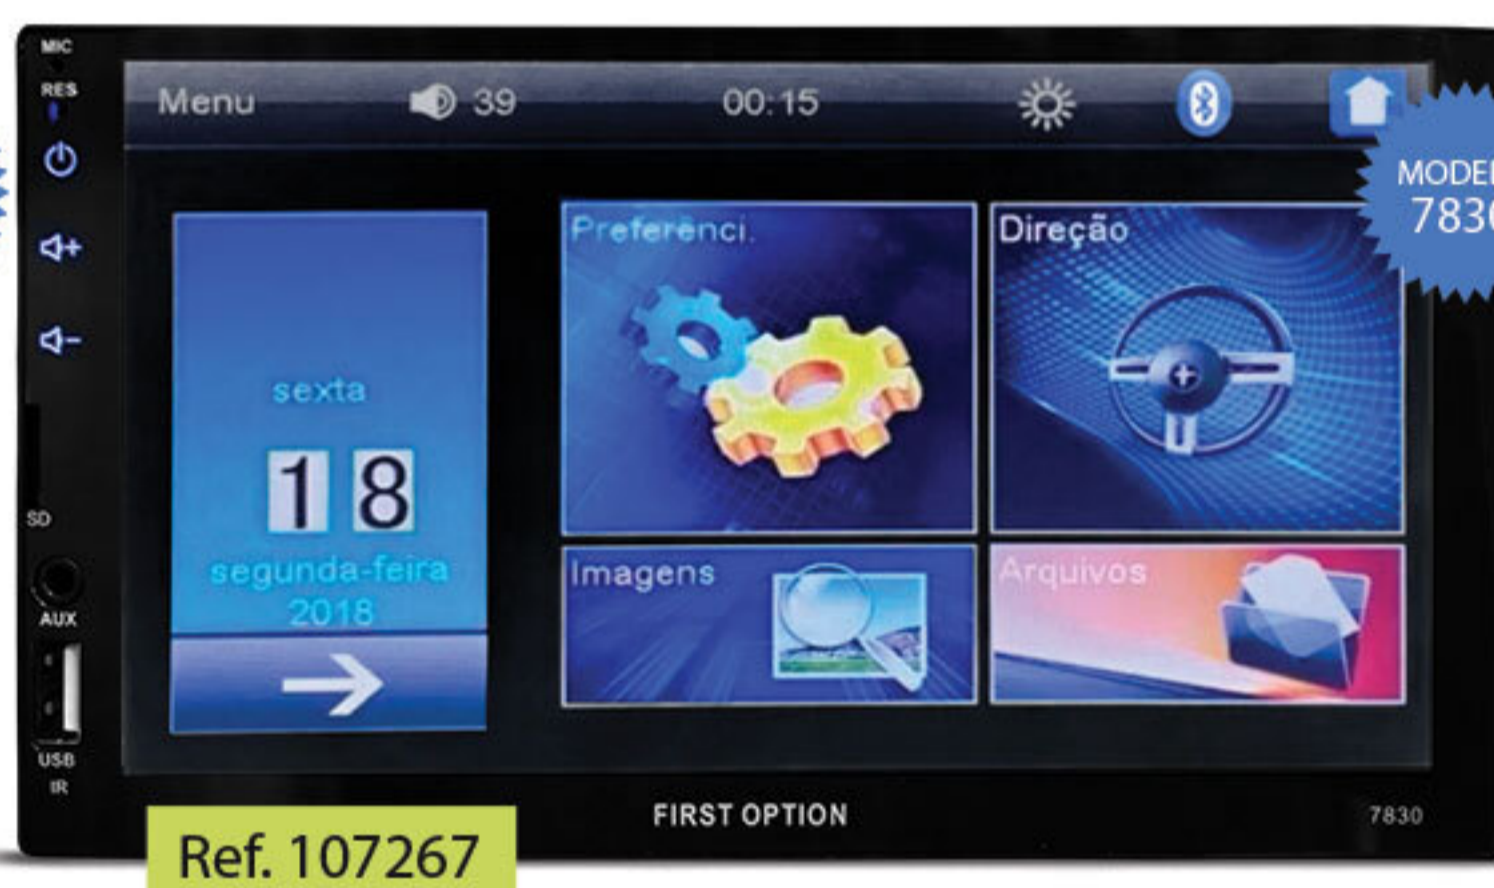 MIC
RES
Menu
39
00:15
MODEL
7830
Preferênci.
Direção
sexta
18
segunda-feira
2018
Imagens
Arquivos
SD
AUX
USB
IR
FIRST OPTION
7830
Ref. 107267